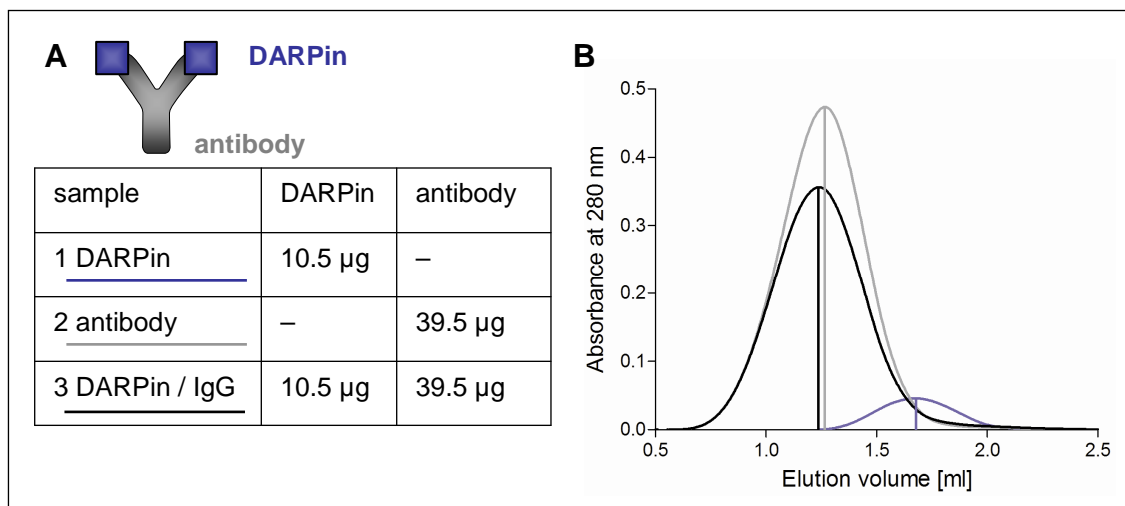 A
DARPin
antibody
sample DARPin antibody
1 DARPin 10.5 µg –
2 antibody – 39.5 µg
3 DARPin / IgG 10.5 µg 39.5 µg
B
Absorbance at 280 nm
0.5
0.4
0.3
0.2
0.1
0.0
0.5 1.0 1.5 2.0 2.5
Elution volume [ml]